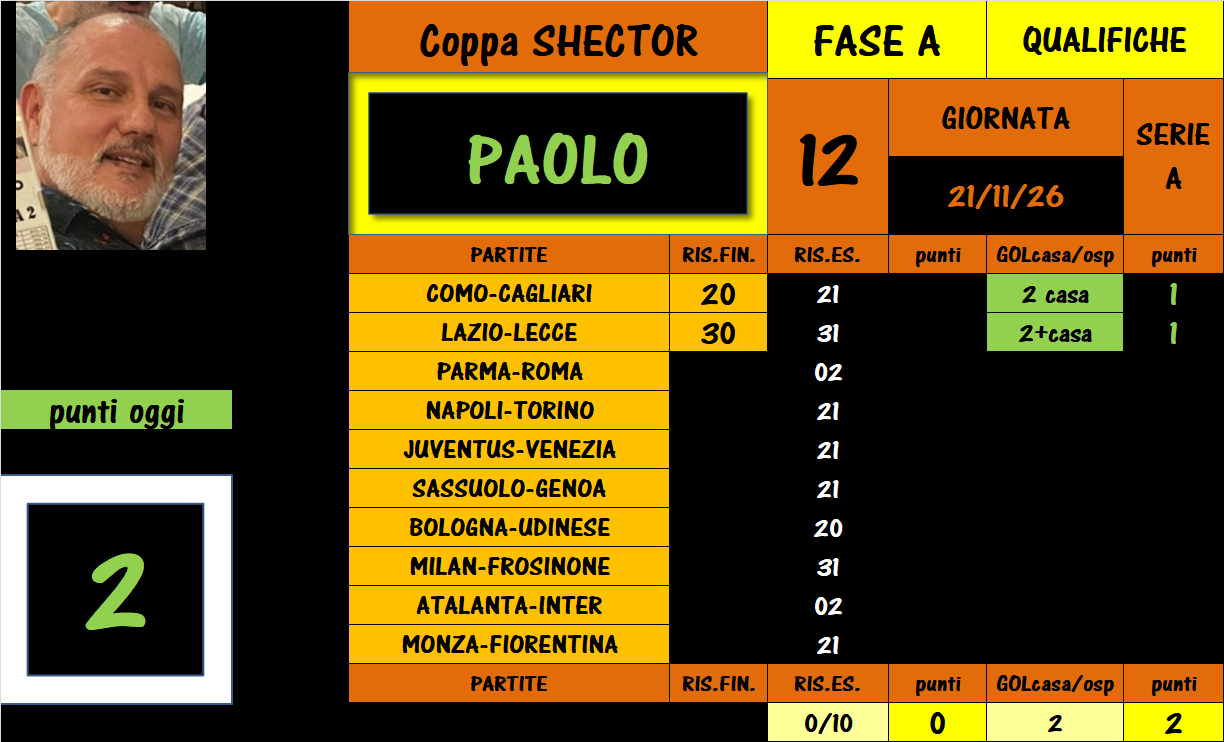 Coppa SHECTOR FASE A QUALIFICHE
PAOLO 12 GIORNATA SERIE A
21/11/26
PARTITE RIS.FIN. RIS.ES. punti GOLcasa/osp punti
COMO-CAGLIARI 20 21 2 casa 1
LAZIO-LECCE 30 31 2+casa 1
PARMA-ROMA 02
NAPOLI-TORINO 21
JUVENTUS-VENEZIA 21
SASSUOLO-GENOA 21
BOLOGNA-UDINESE 20
MILAN-FROSINONE 31
ATALANTA-INTER 02
MONZA-FIORENTINA 21
PARTITE RIS.FIN. RIS.ES. punti GOLcasa/osp punti
0/10 0 2 2
punti oggi
2
A 2